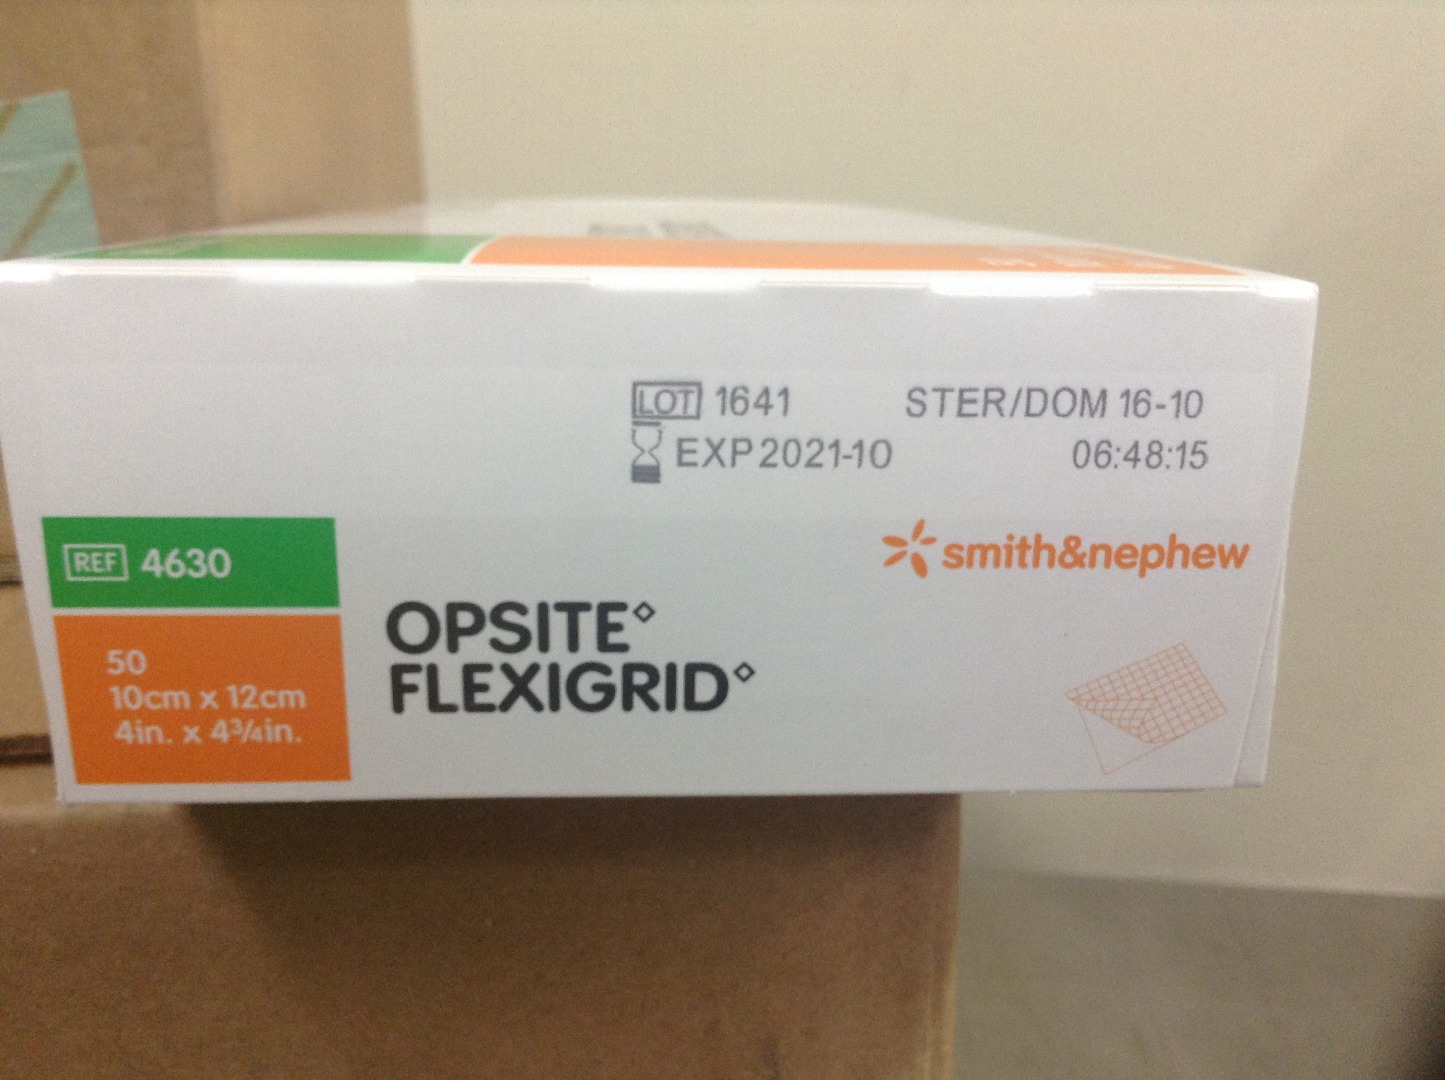 LOT 1641 STER/DOM 16-10
EXP 2021-10 06:48:15
REF 4630
smith&nephew
50
10cm x 12cm
4in. x 4¾in.
OPSITE◇
FLEXIGRID◇